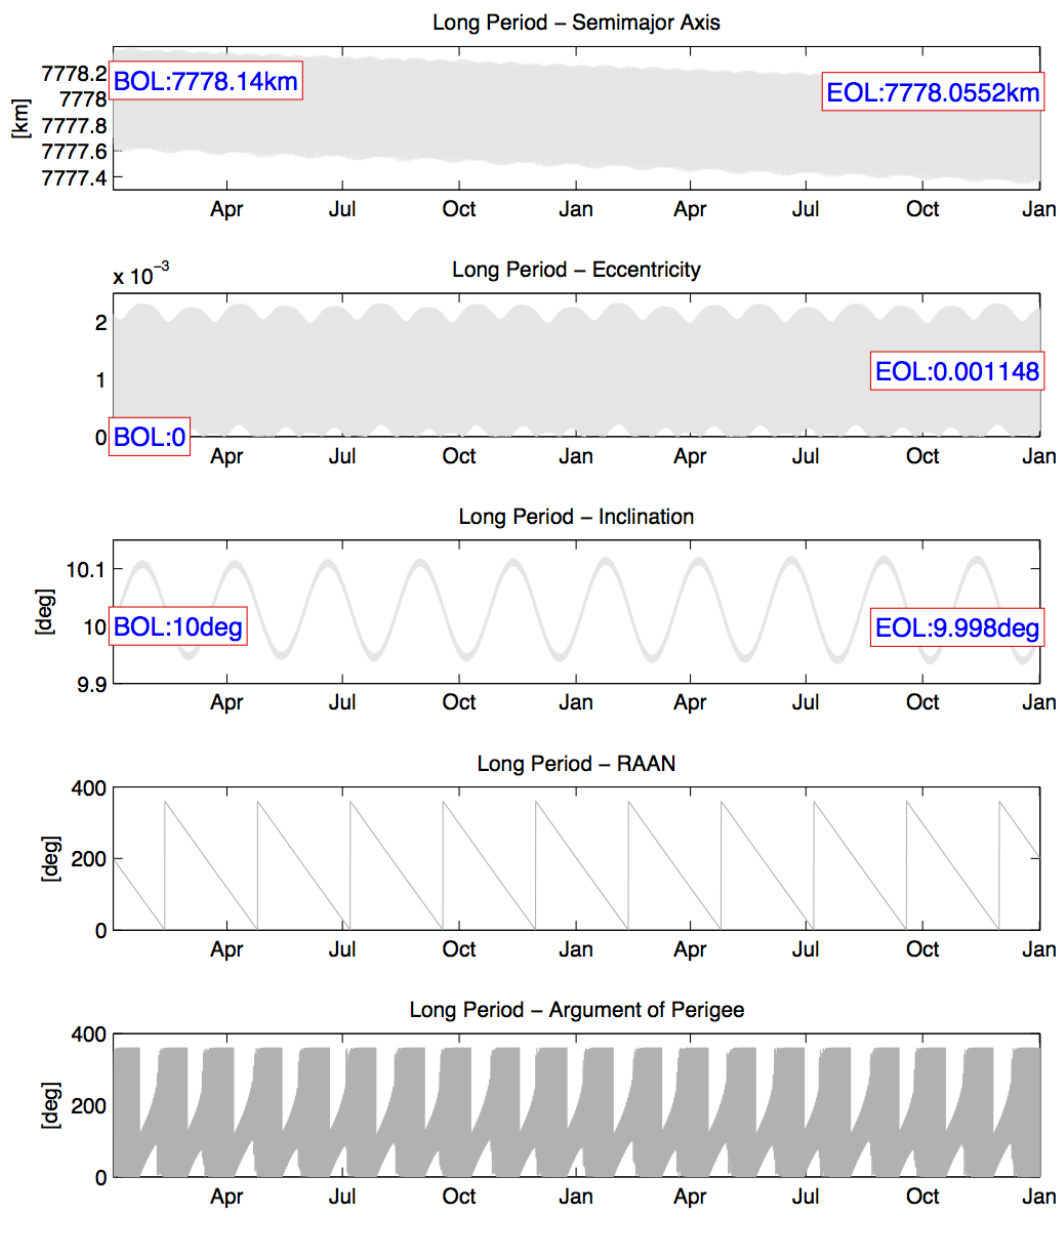 Long Period – Semimajor Axis
7778.2
BOL:7778.14km
EOL:7778.0552km
7778
7777.8
[km]
7777.6
7777.4
Apr Jul Oct Jan Apr Jul Oct Jan
Long Period – Eccentricity
x 10⁻³
2
EOL:0.001148
1
0
BOL:0
Apr Jul Oct Jan Apr Jul Oct Jan
Long Period – Inclination
10.1
[deg]
10
BOL:10deg
EOL:9.998deg
9.9
Apr Jul Oct Jan Apr Jul Oct Jan
Long Period – RAAN
400
[deg]
200
0
Apr Jul Oct Jan Apr Jul Oct Jan
Long Period – Argument of Perigee
400
[deg]
200
0
Apr Jul Oct Jan Apr Jul Oct Jan